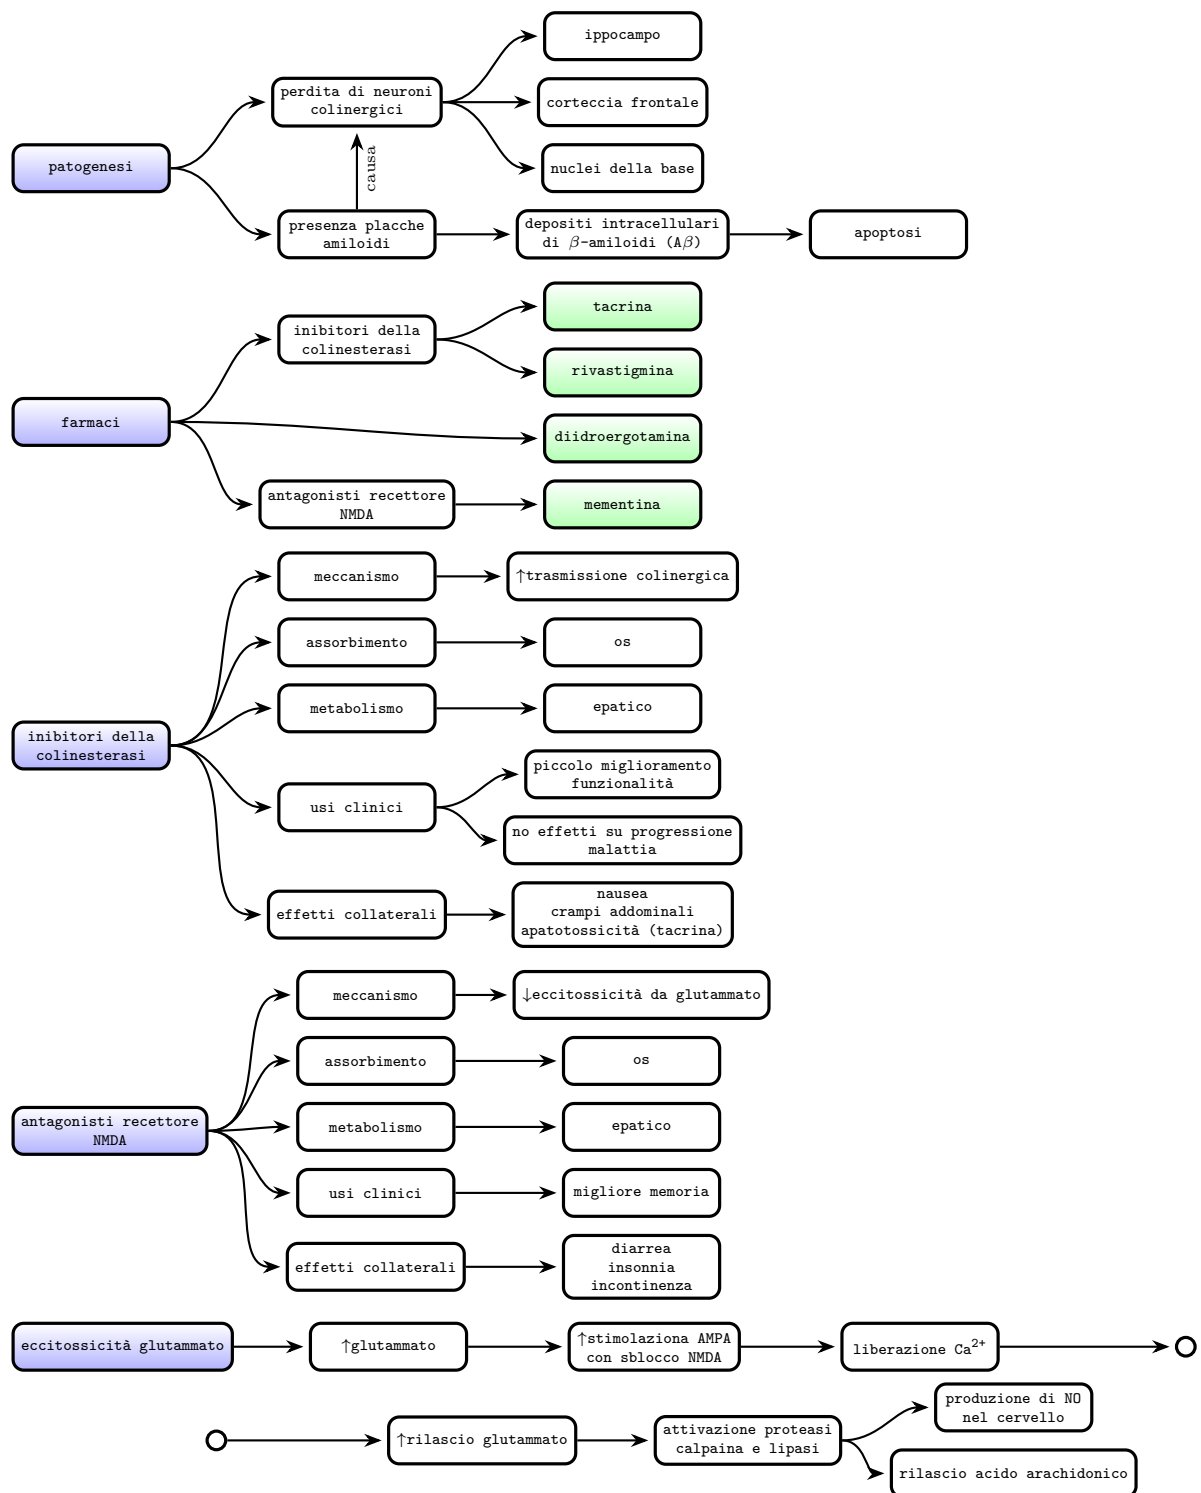 patogenesi
perdita di neuroni
colinergici
ippocampo
corteccia frontale
nuclei della base
causa
presenza placche
amiloidi
depositi intracellulari
di β-amiloidi (Aβ)
apoptosi
farmaci
inibitori della
colinesterasi
tacrina
rivastigmina
diidroergotamina
antagonisti recettore
NMDA
mementina
inibitori della
colinesterasi
meccanismo
↑trasmissione colinergica
assorbimento
os
metabolismo
epatico
usi clinici
piccolo miglioramento
funzionalità
no effetti su progressione
malattia
effetti collaterali
nausea
crampi addominali
apatotossicità (tacrina)
antagonisti recettore
NMDA
meccanismo
↓eccitossicità da glutammato
assorbimento
os
metabolismo
epatico
usi clinici
migliore memoria
effetti collaterali
diarrea
insonnia
incontinenza
eccitossicità glutammato
↑glutammato
↑stimolaziona AMPA
con sblocco NMDA
liberazione Ca²⁺
↑rilascio glutammato
attivazione proteasi
calpaina e lipasi
produzione di NO
nel cervello
rilascio acido arachidonico